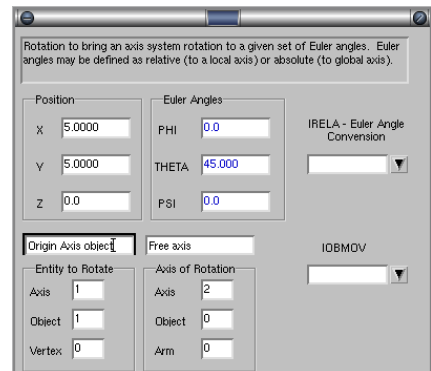 Rotation to bring an axis system rotation to a given set of Euler angles. Euler
angles may be defined as relative (to a local axis) or absolute (to global axis).
Position
Euler Angles
X 5.0000
PHI 0.0
IRELA - Euler Angle
Convension
Y 5.0000
THETA 45.000
Z 0.0
PSI 0.0
Origin Axis object
Free axis
IOBMOV
Entity to Rotate
Axis of Rotation
Axis 1
Axis 2
Object 1
Object 0
Vertex 0
Arm 0